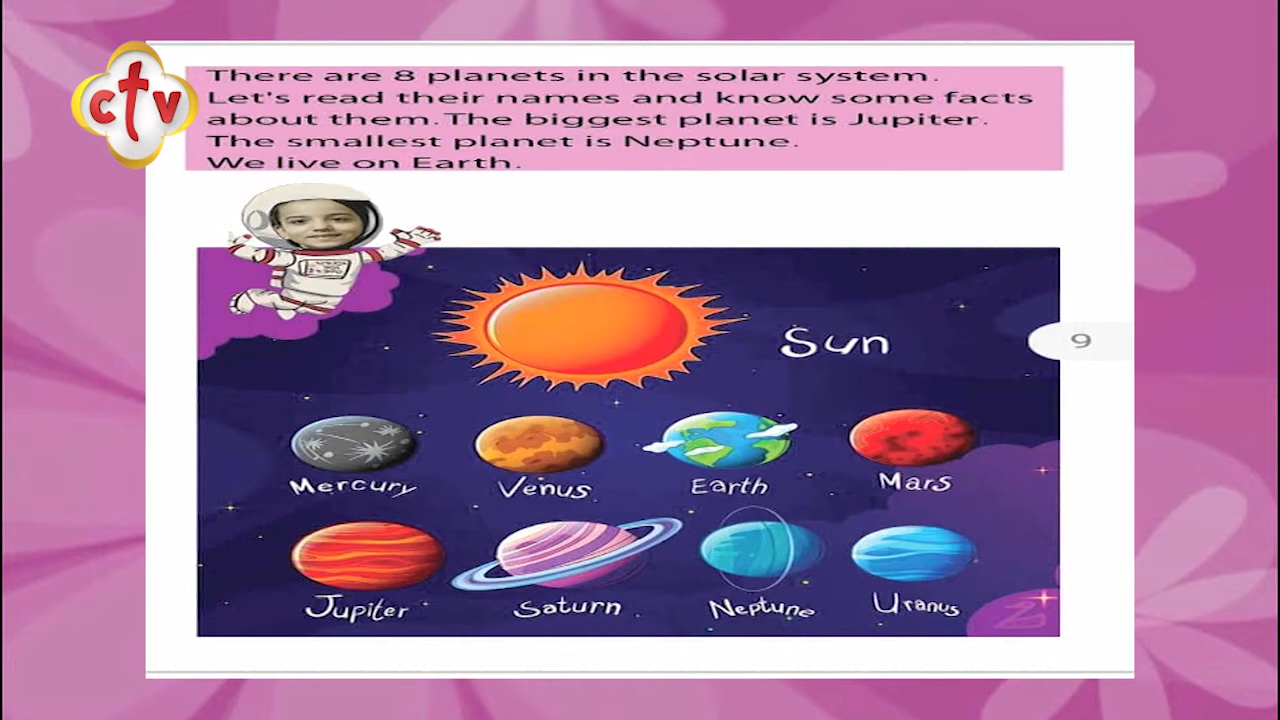 ctv
There are 8 planets in the solar system.
Let's read their names and know some facts
about them. The biggest planet is Jupiter.
The smallest planet is Neptune.
We live on Earth.
Sun
9
Mercury
Venus
Earth
Mars
Jupiter
Saturn
Neptune
Uranus